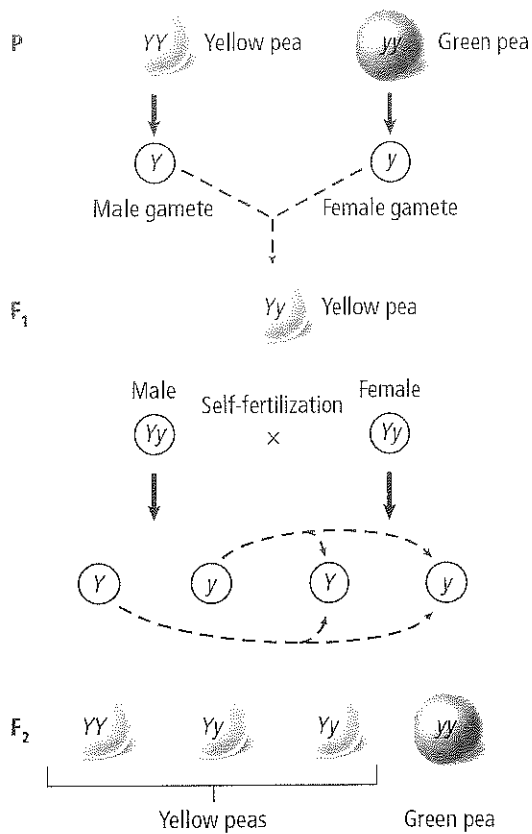 P YY Yellow pea yy Green pea
Y y
Male gamete Female gamete
F1 Yy Yellow pea
Male Self-fertilization Female
Yy × Yy
Y y Y y
F2 YY Yy Yy yy
Yellow peas Green pea